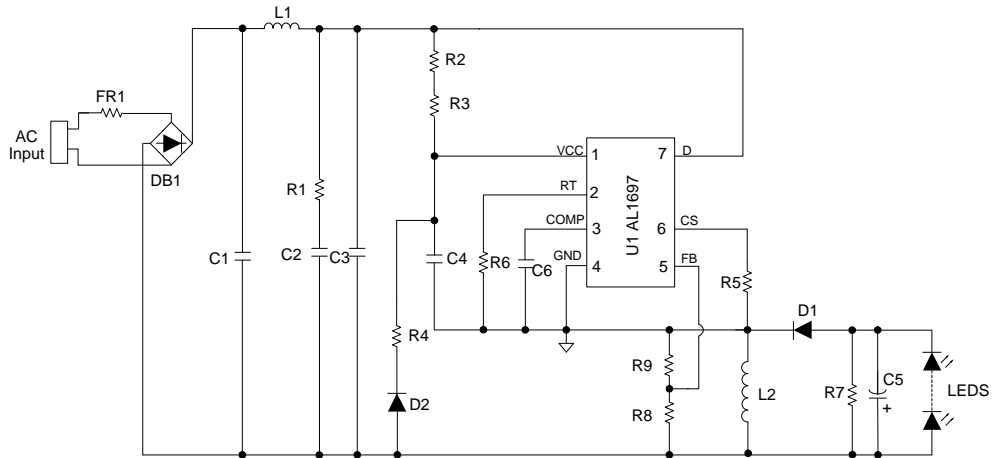 L1
R2
FR1
R3
AC
Input
DB1
VCC
1
7
D
RT
2
R1
COMP
3
U1 AL1697
6
CS
C1
C2
C3
C4
R6
C6
GND
4
5
FB
R5
D1
R4
R9
L2
R7
C5
+
LEDS
D2
R8